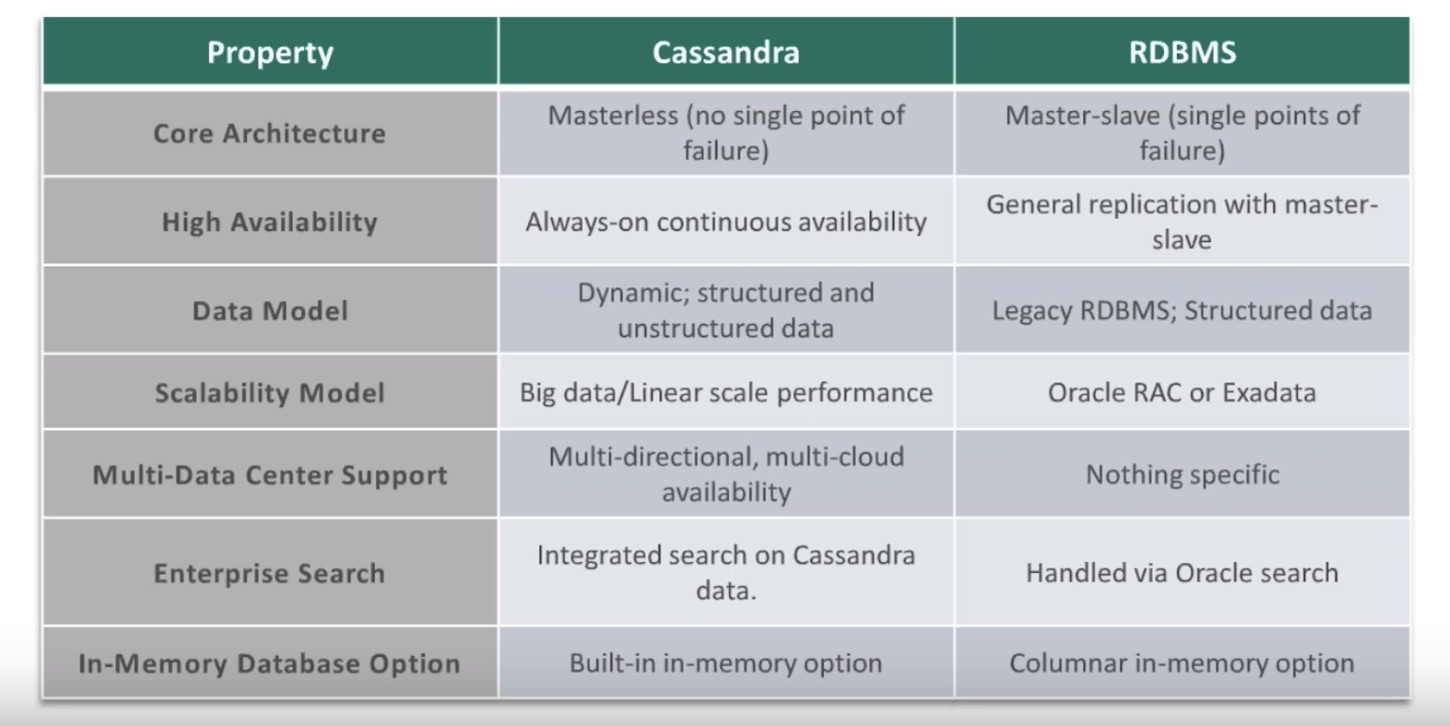 Property Cassandra RDBMS
Core Architecture
Masterless (no single point of
failure)
Master-slave (single points of
failure)
High Availability
Always-on continuous availability
General replication with master-
slave
Data Model
Dynamic; structured and
unstructured data
Legacy RDBMS; Structured data
Scalability Model
Big data/Linear scale performance
Oracle RAC or Exadata
Multi-Data Center Support
Multi-directional, multi-cloud
availability
Nothing specific
Enterprise Search
Integrated search on Cassandra
data.
Handled via Oracle search
In-Memory Database Option
Built-in in-memory option
Columnar in-memory option